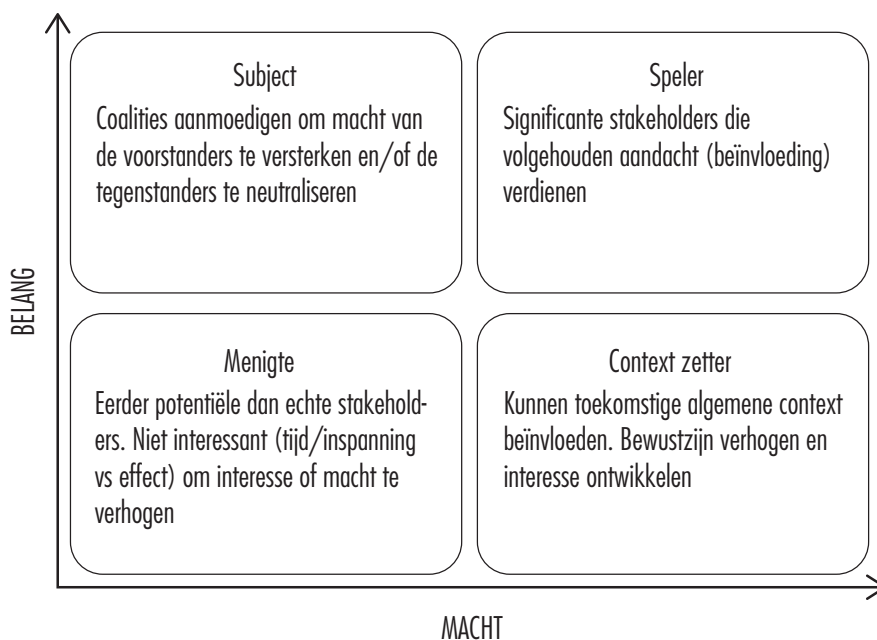 Subject
Coalities aanmoedigen om macht van
de voorstanders te versterken en/of de
tegenstanders te neutraliseren
Speler
Significante stakeholders die
volgehouden aandacht (beïnvloeding)
verdienen
BELANG
Menigte
Eerder potentiële dan echte stakehold-
ers. Niet interessant (tijd/inspanning
vs effect) om interesse of macht te
verhogen
Context zetter
Kunnen toekomstige algemene context
beïnvloeden. Bewustzijn verhogen en
interesse ontwikkelen
MACHT